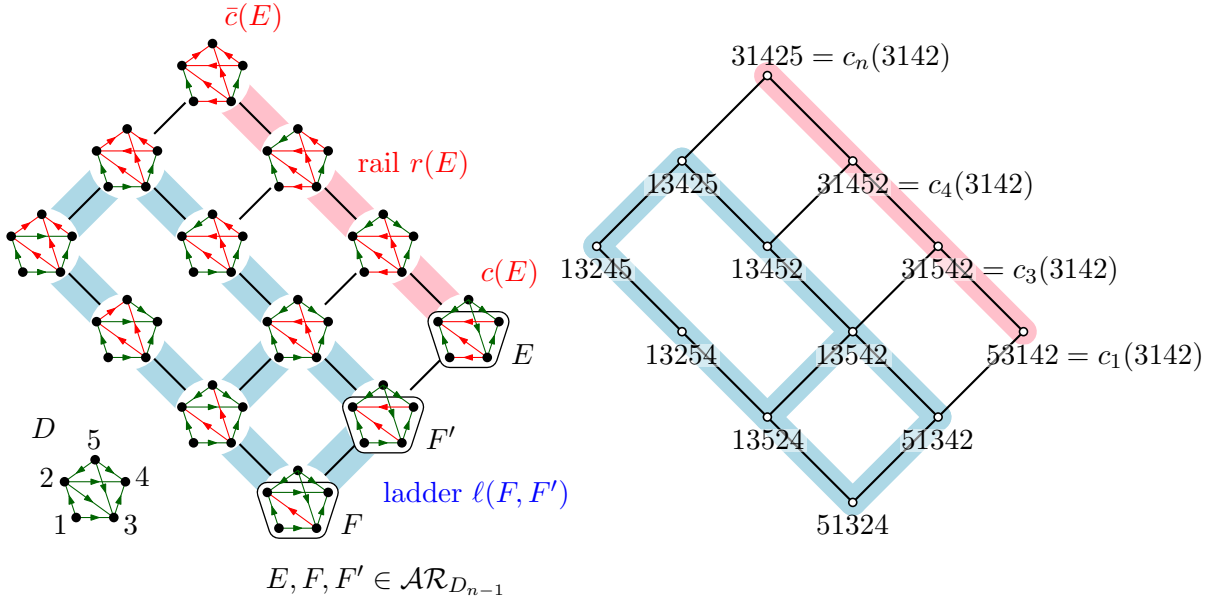 c̄(E)
rail r(E)
c(E)
E
F′
ladder ℓ(F, F′)
F
D
5
2
4
1
3
E, F, F′ ∈ 𝒜ℛ_{D_{n−1}}
31425 = c_n(3142)
13425
31452 = c_4(3142)
13245
13452
31542 = c_3(3142)
13254
13542
53142 = c_1(3142)
13524
51342
51324